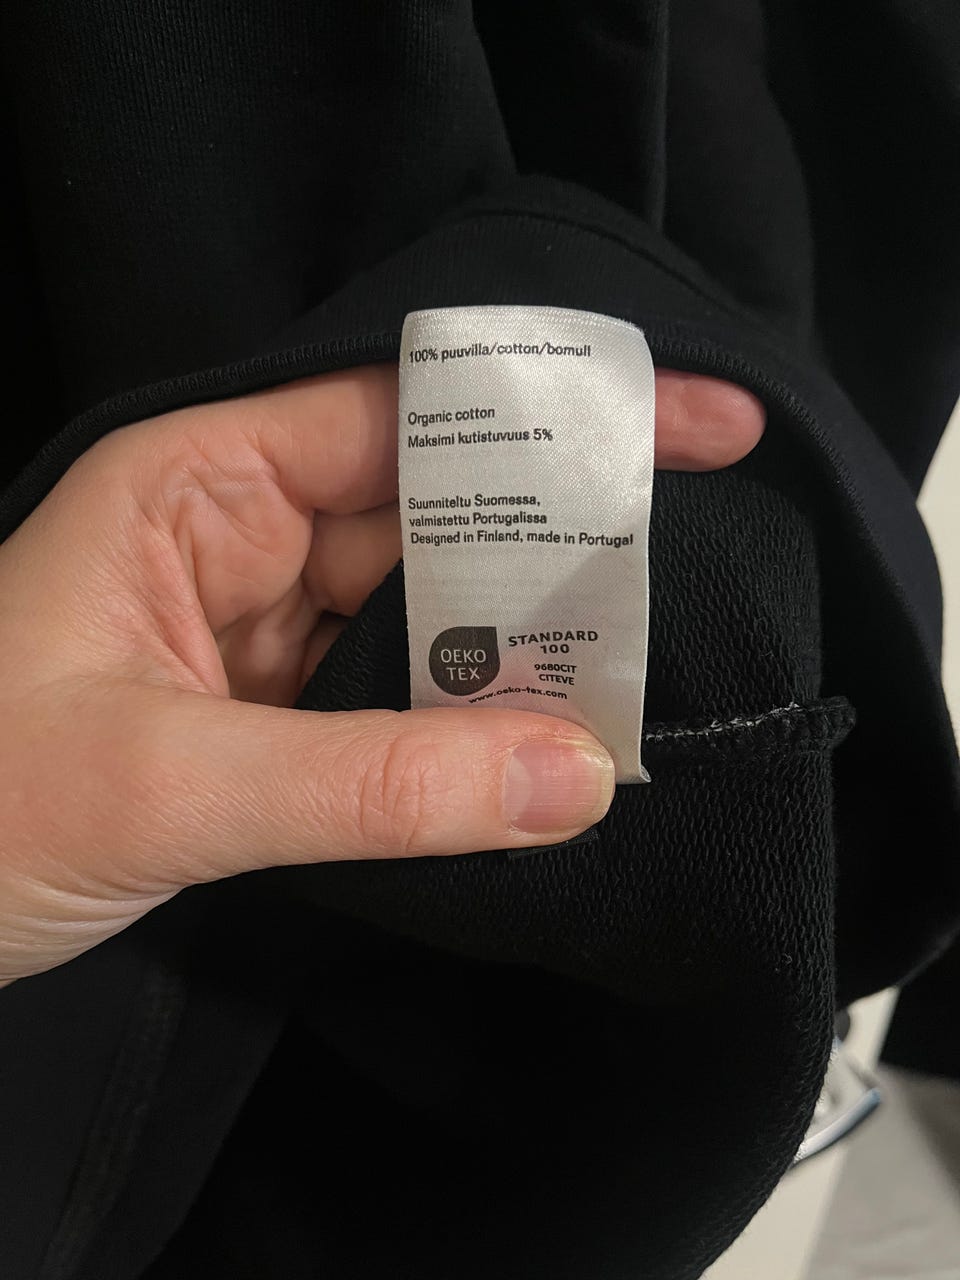 100% puuvilla/cotton/bomull
Organic cotton
Maksimi kutistuvuus 5%
Suunniteltu Suomessa,
valmistettu Portugalissa
Designed in Finland, made in Portugal
OEKO
TEX
STANDARD
100
9680CIT
CITEVE
www.oeko-tex.com